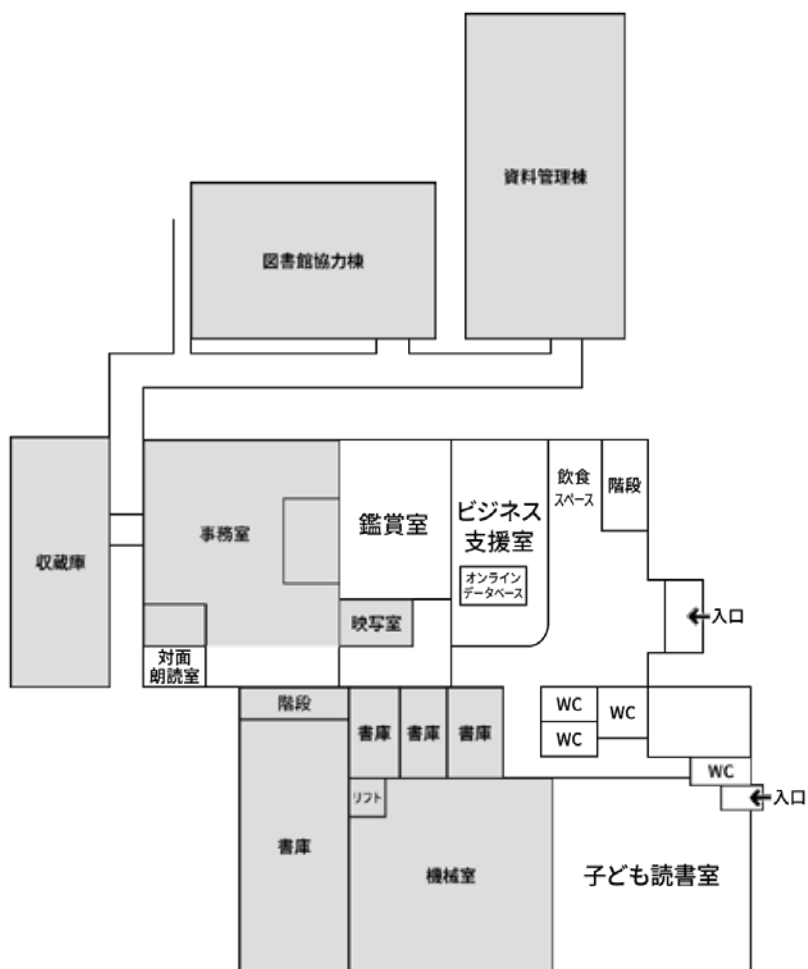 資料管理棟
図書館協力棟
飲食
スペース
階段
ビジネス
支援室
鑑賞室
事務室
収蔵庫
オンライン
データベース
←入口
映写室
対面
朗読室
階段
WC
WC
WC
書庫
書庫
書庫
WC
←入口
リフト
書庫
機械室
子ども読書室